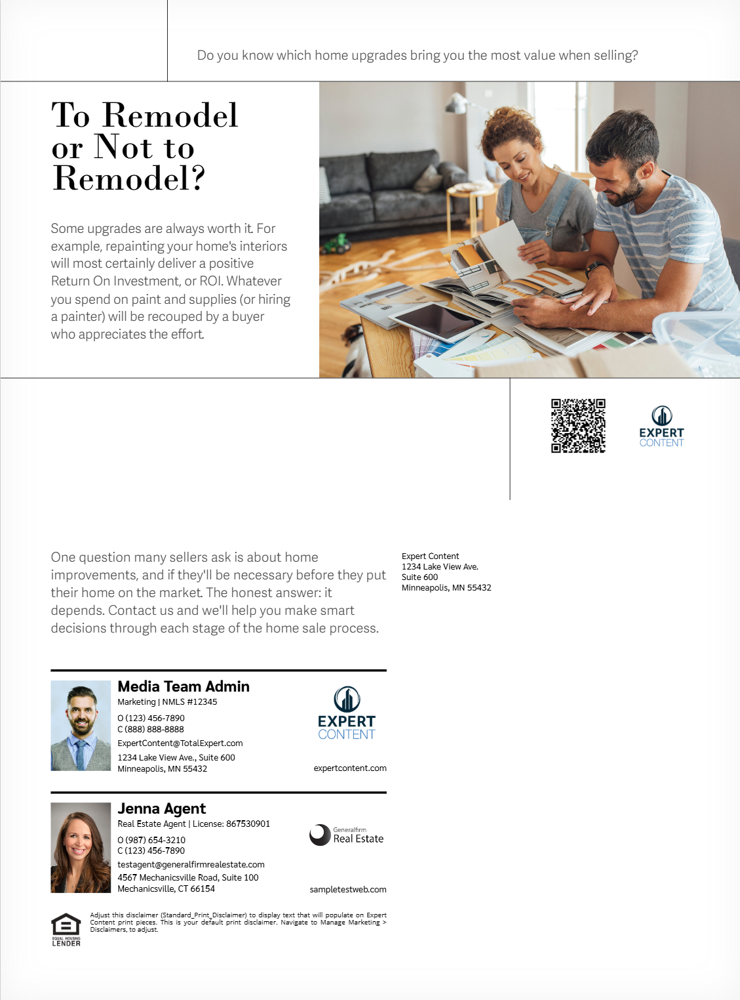 Do you know which home upgrades bring you the most value when selling?
To Remodel
or Not to
Remodel?
Some upgrades are always worth it. For
example, repainting your home's interiors
will most certainly deliver a positive
Return On Investment, or ROI. Whatever
you spend on paint and supplies (or hiring
a painter) will be recouped by a buyer
who appreciates the effort.
EXPERT
CONTENT
One question many sellers ask is about home
improvements, and if they'll be necessary before they put
their home on the market. The honest answer: it
depends. Contact us and we'll help you make smart
decisions through each stage of the home sale process.
Expert Content
1234 Lake View Ave.
Suite 600
Minneapolis, MN 55432
Media Team Admin
Marketing | NMLS #12345
O (123) 456-7890
C (888) 888-8888
ExpertContent@TotalExpert.com
1234 Lake View Ave., Suite 600
Minneapolis, MN 55432
EXPERT
CONTENT
expertcontent.com
Jenna Agent
Real Estate Agent | License: 867530901
O (987) 654-3210
C (123) 456-7890
testagent@generalfirmrealestate.com
4567 Mechanicsville Road, Suite 100
Mechanicsville, CT 66154
Generalfirm
Real Estate
sampletestweb.com
EQUAL HOUSING
LENDER
Adjust this disclaimer (Standard_Print_Disclaimer) to display text that will populate on Expert
Content print pieces. This is your default print disclaimer. Navigate to Manage Marketing >
Disclaimers, to adjust.